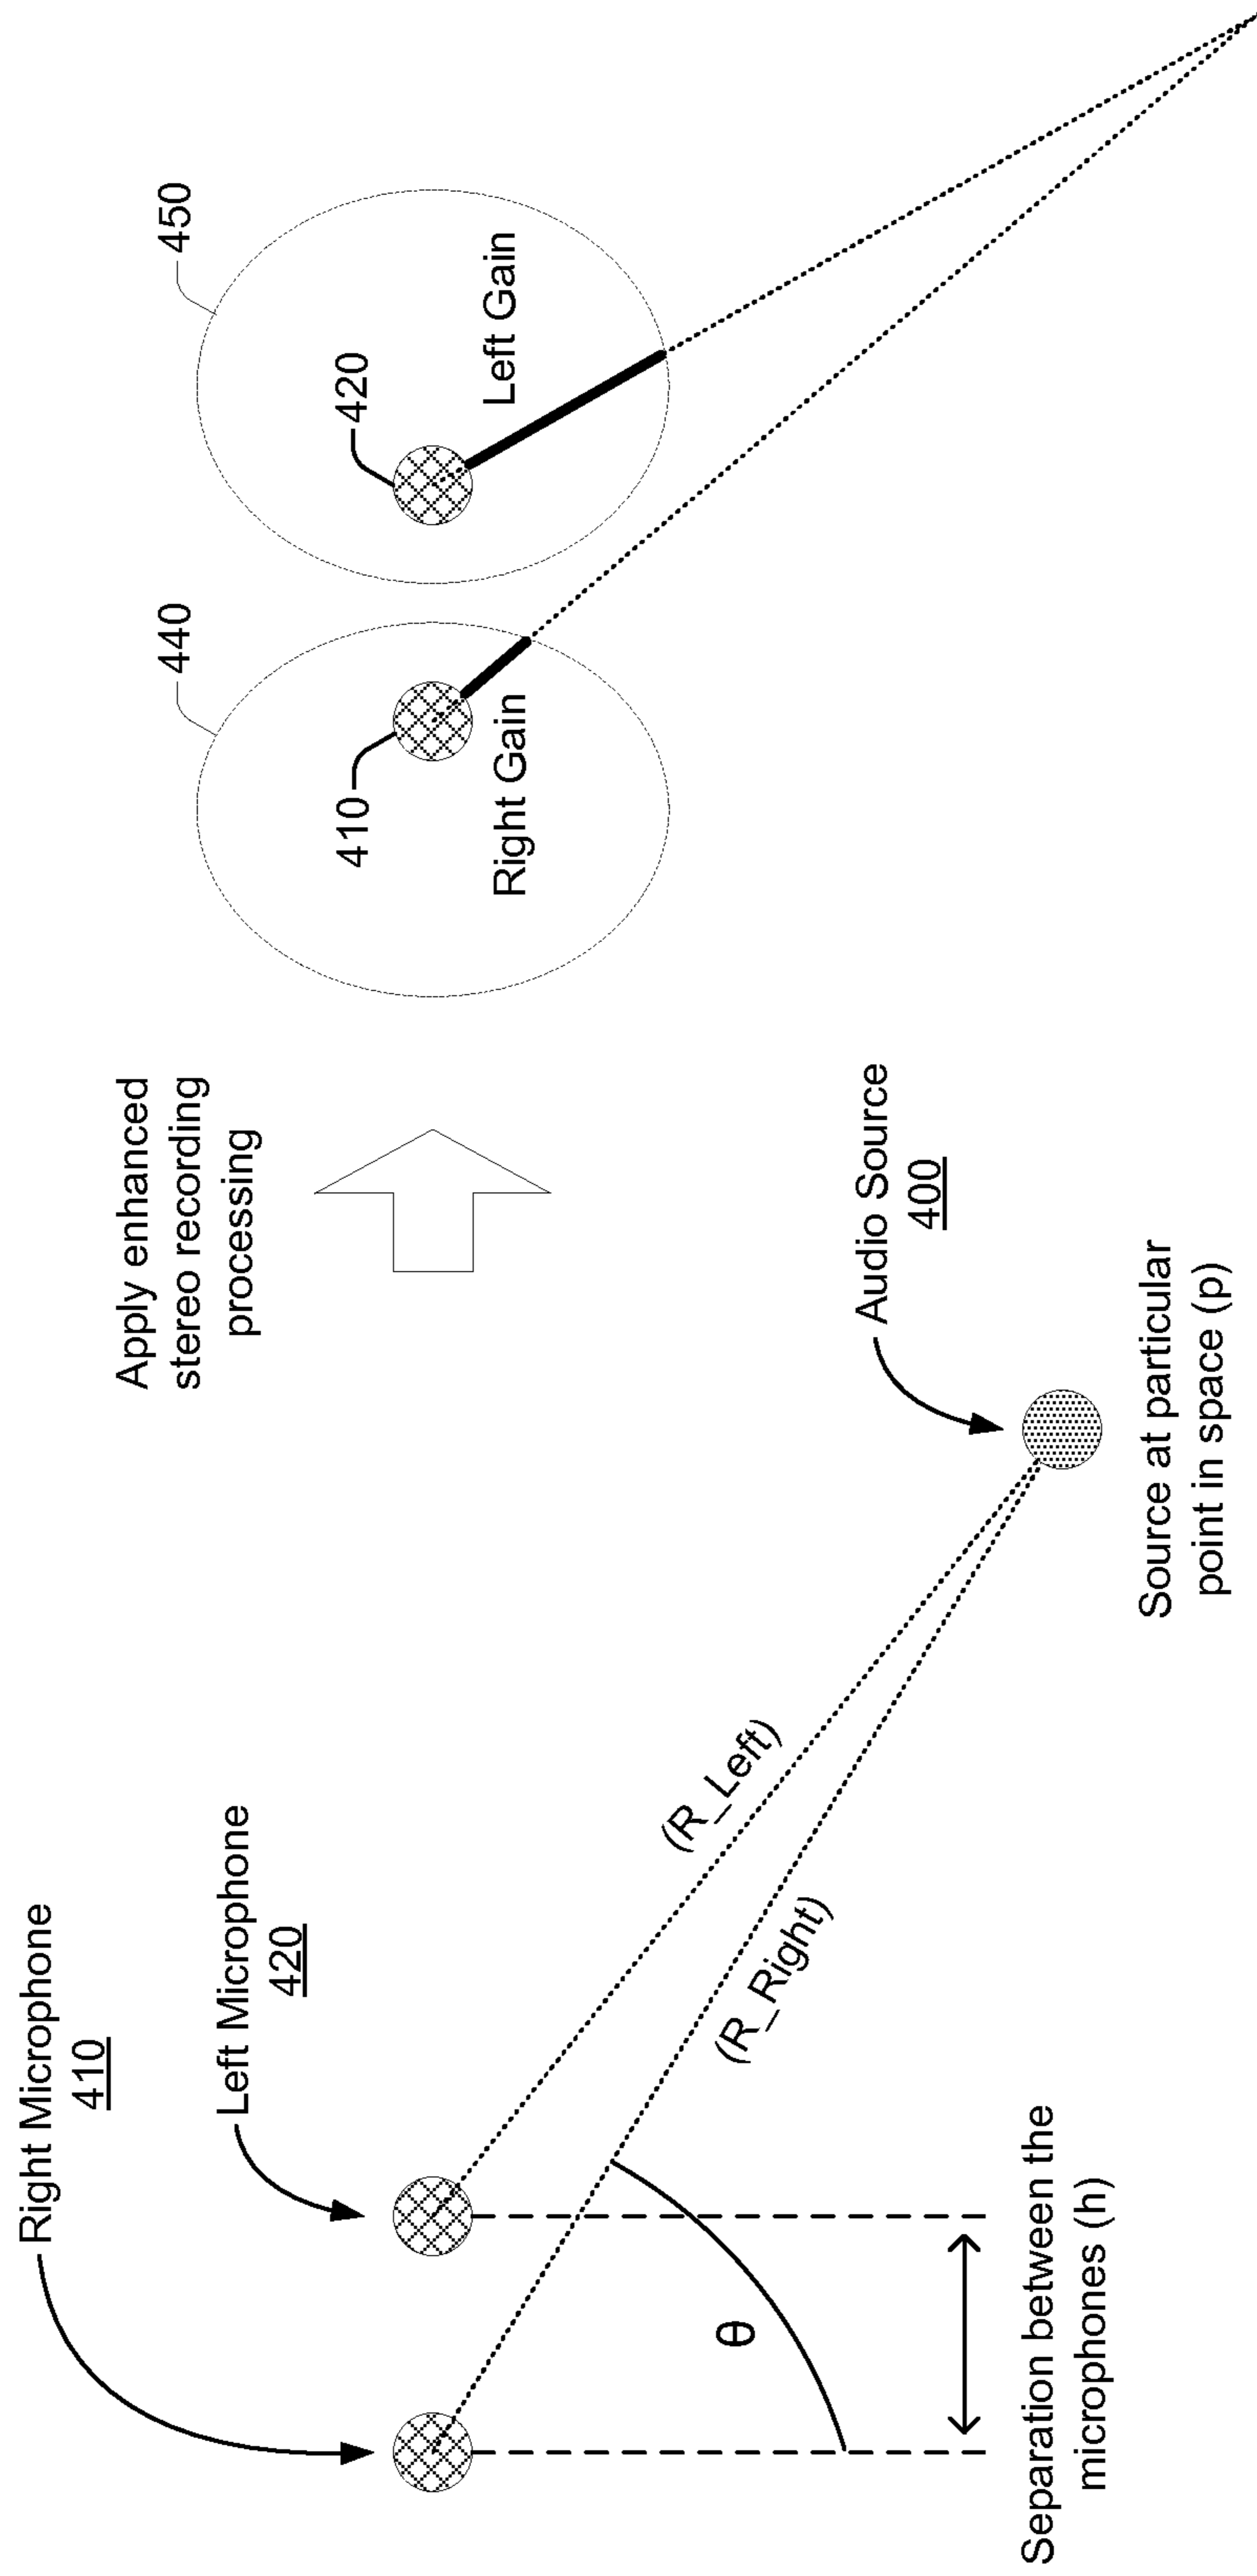 Right Microphone
410
Left Microphone
420
(R_Left)
(R_Right)
θ
Separation between the
microphones (h)
Audio Source
400
Source at particular
point in space (p)
Apply enhanced
stereo recording
processing
440
410
Right Gain
450
420
Left Gain